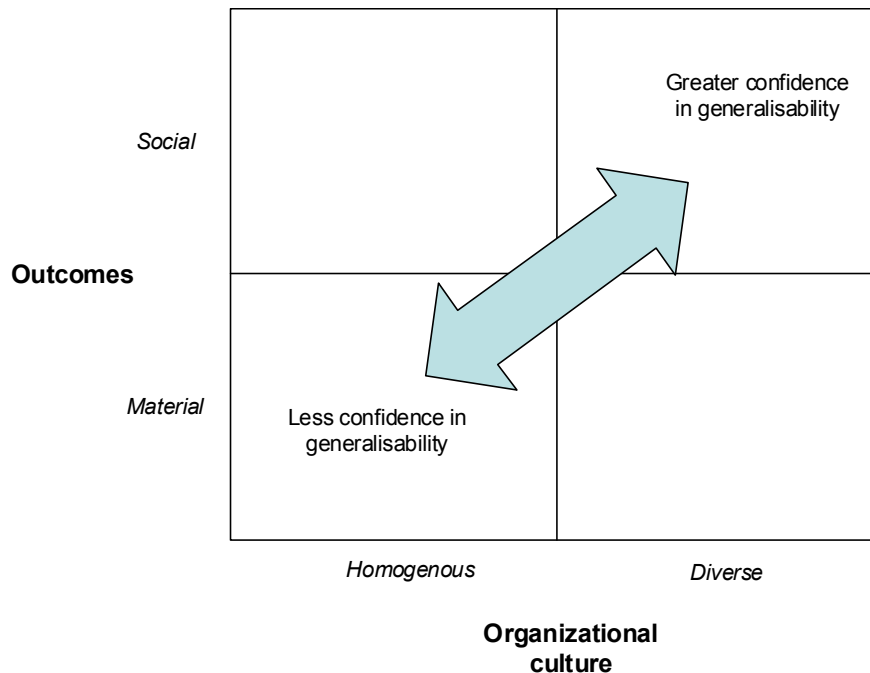 Greater confidence
in generalisability
Social
Outcomes
Material
Less confidence in
generalisability
Homogenous
Diverse
Organizational
culture